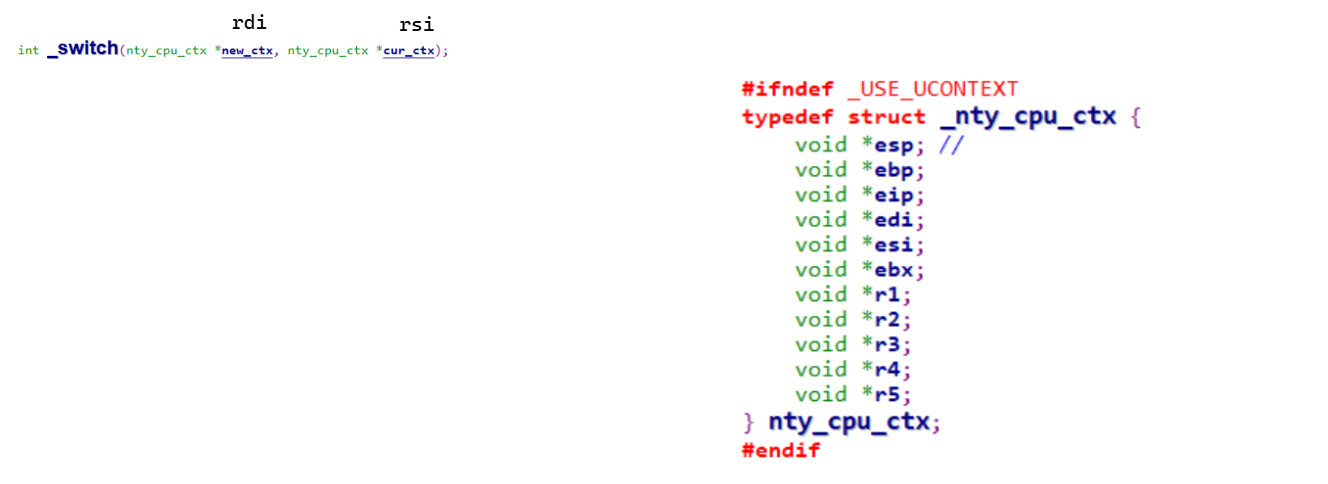 rdi rsi
int _switch(nty_cpu_ctx *new_ctx, nty_cpu_ctx *cur_ctx);
#ifndef _USE_UCONTEXT
typedef struct _nty_cpu_ctx {
void *esp; //
void *ebp;
void *eip;
void *edi;
void *esi;
void *ebx;
void *r1;
void *r2;
void *r3;
void *r4;
void *r5;
} nty_cpu_ctx;
#endif